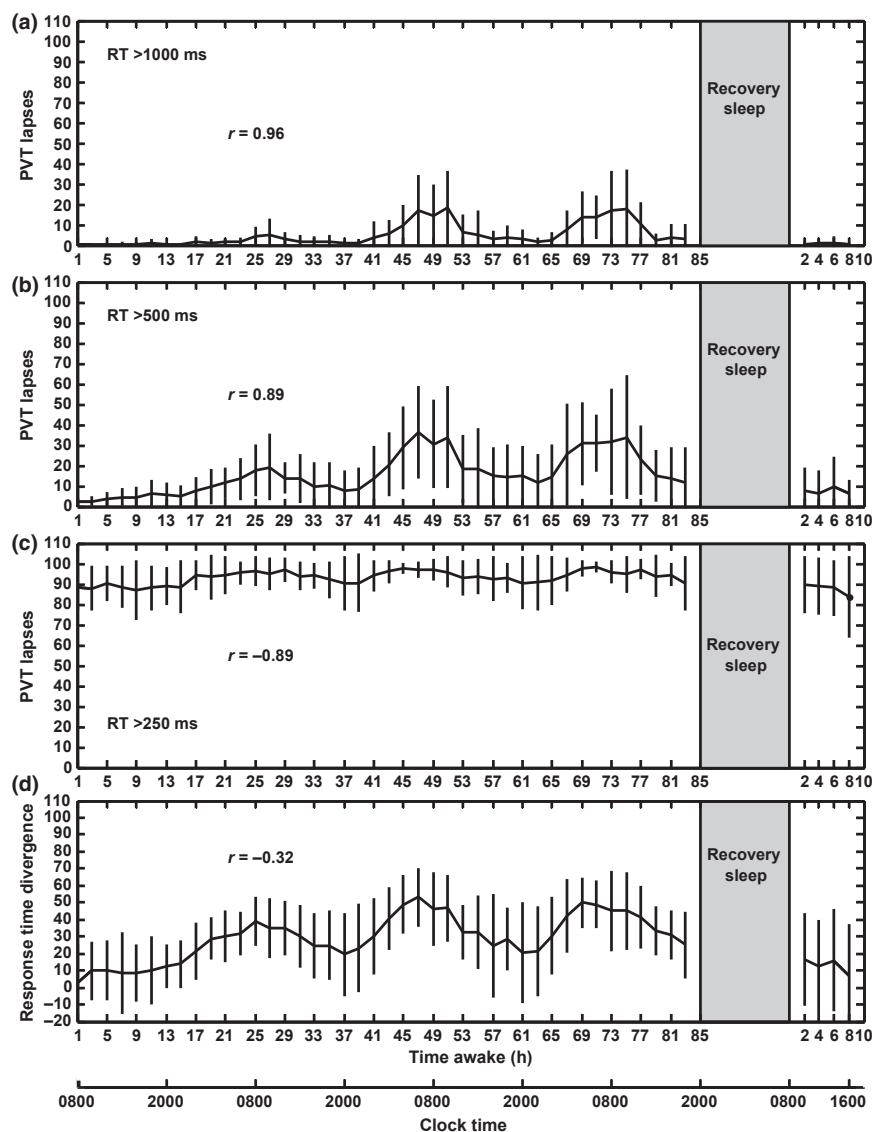 (a)
110
100
90
80
70
60
50
40
30
20
10
0
PVT lapses
RT >1000 ms
r = 0.96
Recovery
sleep
1 5 9 13 17 21 25 29 33 37 41 45 49 53 57 61 65 69 73 77 81 85 2 4 6 8 10
(b)
110
100
90
80
70
60
50
40
30
20
10
0
PVT lapses
RT >500 ms
r = 0.89
Recovery
sleep
1 5 9 13 17 21 25 29 33 37 41 45 49 53 57 61 65 69 73 77 81 85 2 4 6 8 10
(c)
110
100
90
80
70
60
50
40
30
20
10
0
PVT lapses
r = –0.89
RT >250 ms
Recovery
sleep
1 5 9 13 17 21 25 29 33 37 41 45 49 53 57 61 65 69 73 77 81 85 2 4 6 8 10
(d)
110
100
90
80
70
60
50
40
30
20
10
0
–10
–20
Response time divergence
r = –0.32
Recovery
sleep
1 5 9 13 17 21 25 29 33 37 41 45 49 53 57 61 65 69 73 77 81 85 2 4 6 8 10
Time awake (h)
0800 2000 0800 2000 0800 2000 0800 2000 0800 1600
Clock time